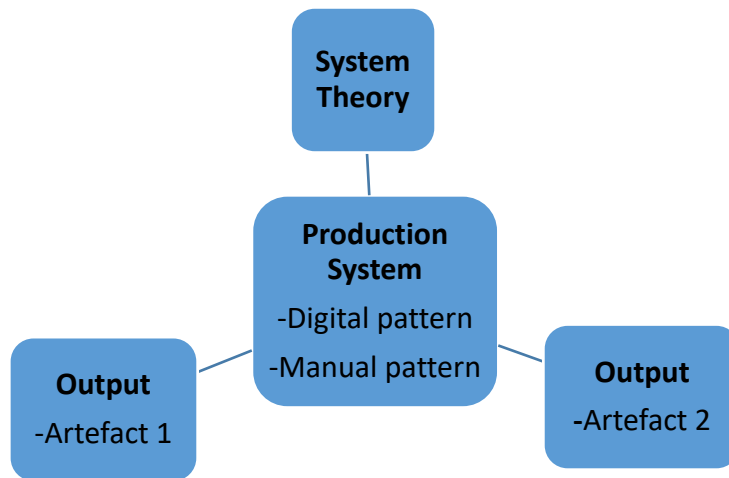 System
Theory
Production
System
-Digital pattern
-Manual pattern
Output
-Artefact 1
Output
-Artefact 2